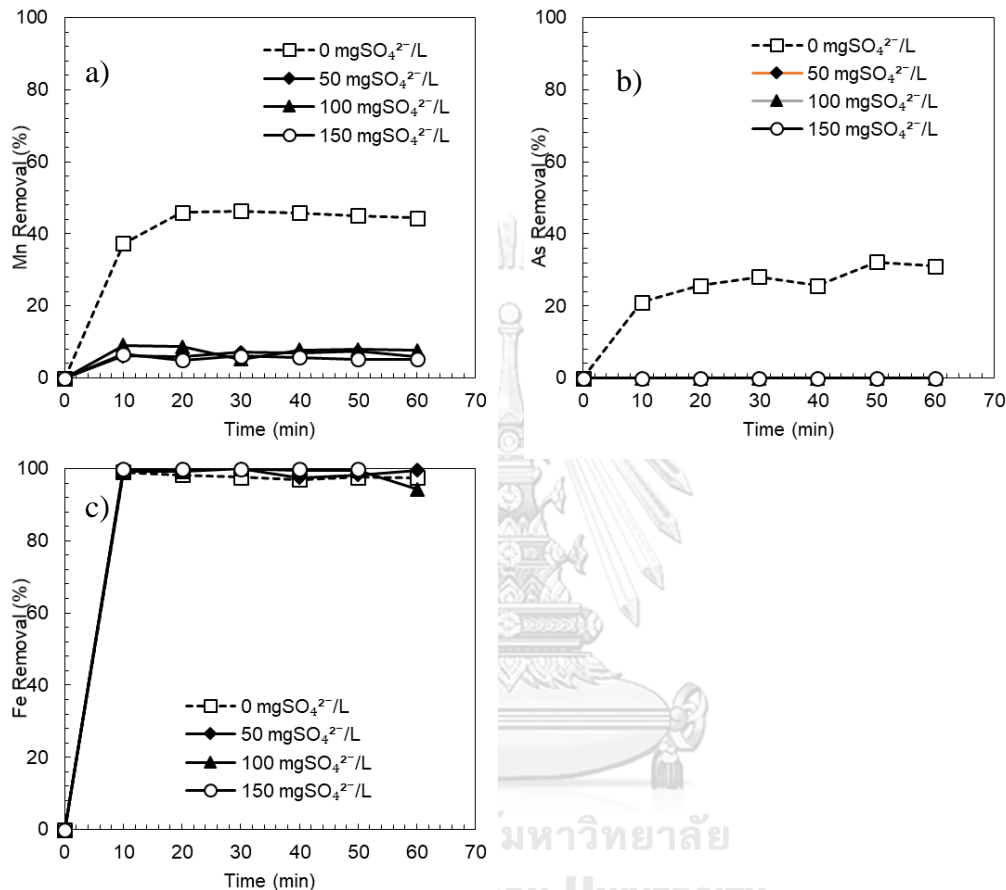 a)
Mn Removal (%)
100
80
60
40
20
0
0 10 20 30 40 50 60 70
Time (min)
0 mgSO₄²⁻/L
50 mgSO₄²⁻/L
100 mgSO₄²⁻/L
150 mgSO₄²⁻/L
b)
As Removal (%)
100
80
60
40
20
0
0 10 20 30 40 50 60 70
Time (min)
0 mgSO₄²⁻/L
50 mgSO₄²⁻/L
100 mgSO₄²⁻/L
150 mgSO₄²⁻/L
c)
Fe Removal (%)
100
80
60
40
20
0
0 10 20 30 40 50 60 70
Time (min)
0 mgSO₄²⁻/L
50 mgSO₄²⁻/L
100 mgSO₄²⁻/L
150 mgSO₄²⁻/L
มหาวิทยาลัย